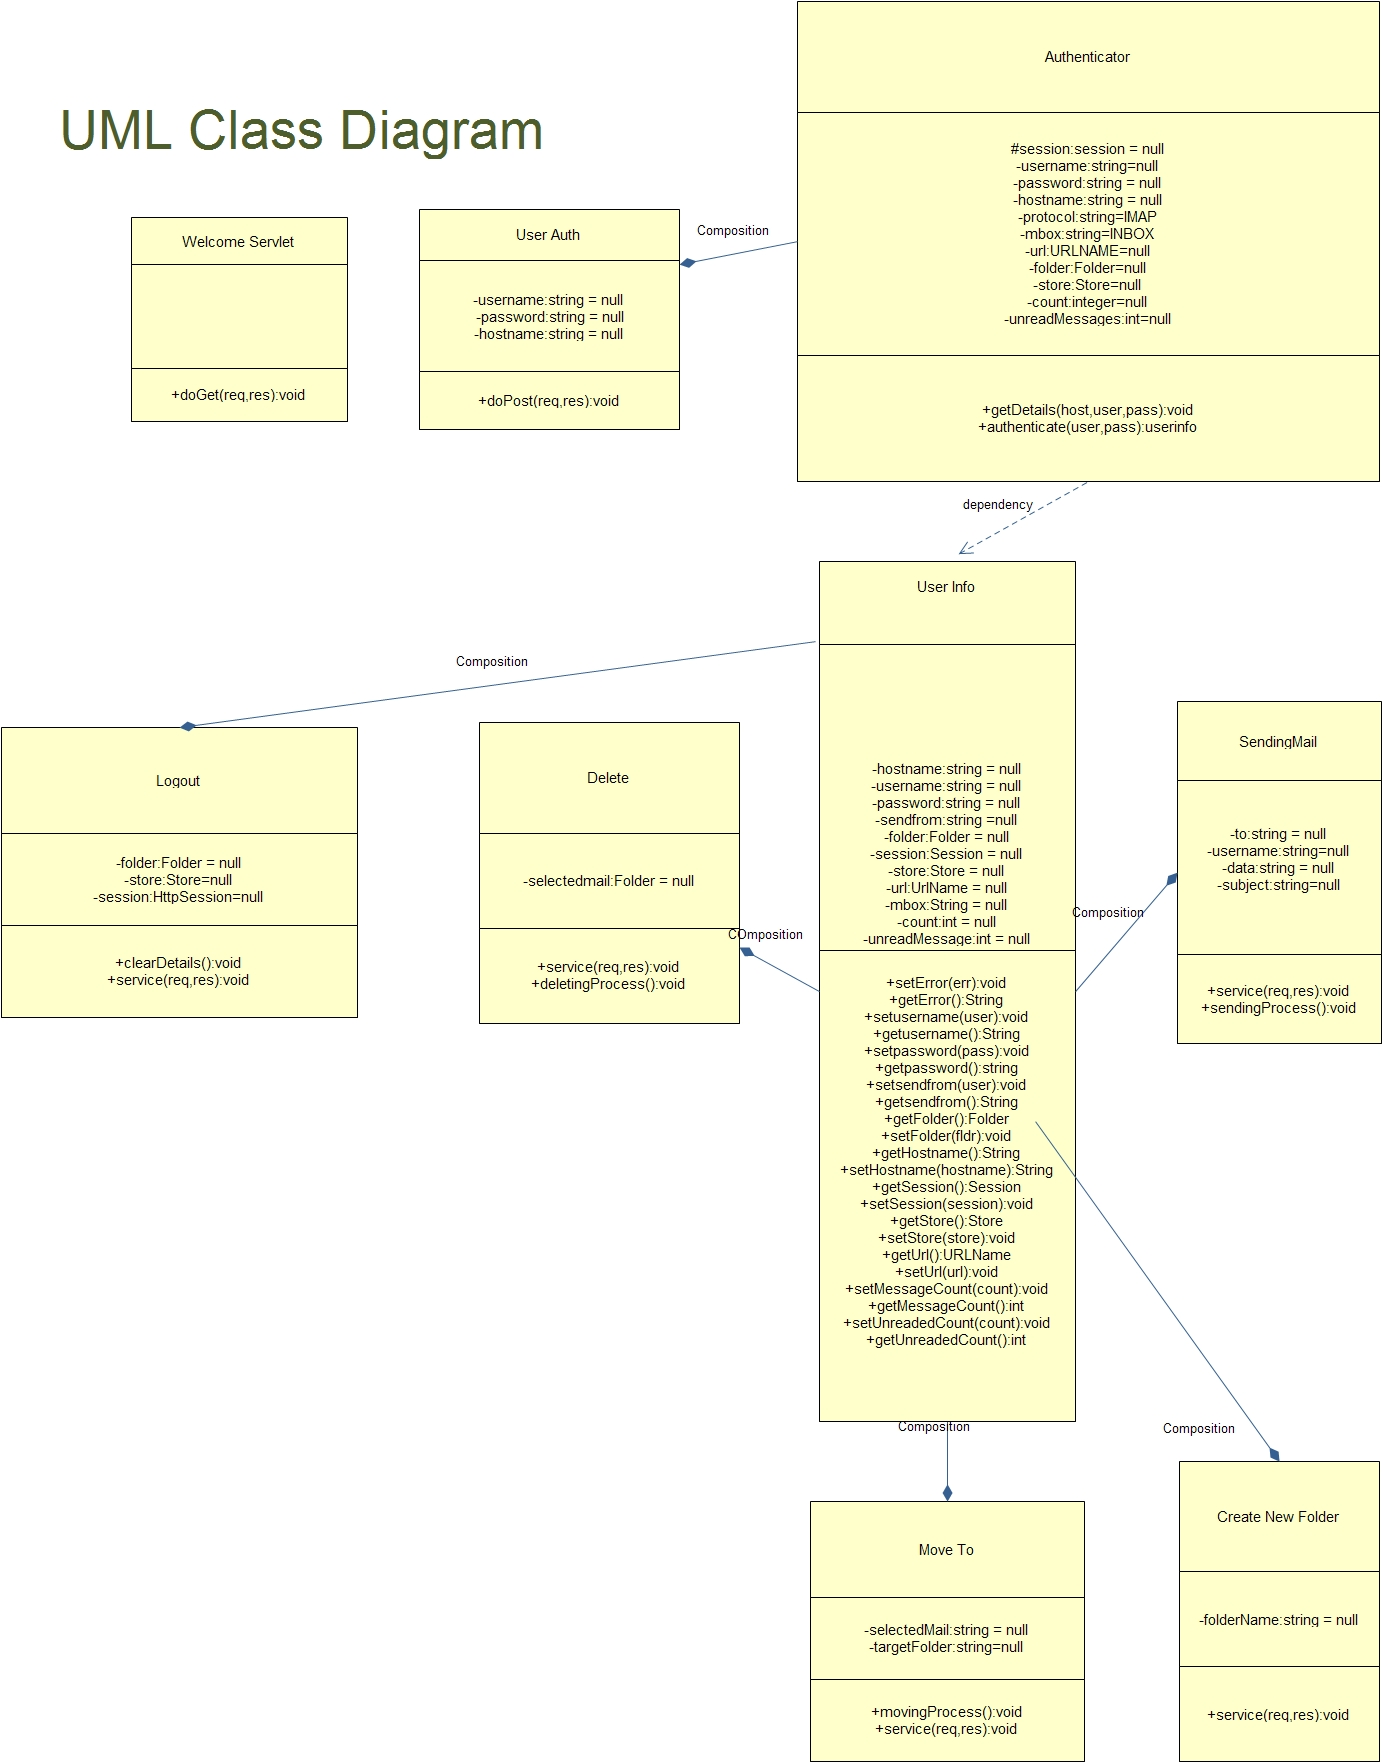 UML Class Diagram
Authenticator
#session:session = null
-username:string=null
-password:string = null
-hostname:string = null
-protocol:string=IMAP
-mbox:string=INBOX
-url:URLNAME=null
-folder:Folder=null
-store:Store=null
-count:integer=null
-unreadMessages:int=null
+getDetails(host,user,pass):void
+authenticate(user,pass):userinfo
Welcome Servlet
+doGet(req,res):void
User Auth
-username:string = null
-password:string = null
-hostname:string = null
+doPost(req,res):void
Composition
dependency
User Info
-hostname:string = null
-username:string = null
-password:string = null
-sendfrom:string =null
-folder:Folder = null
-session:Session = null
-store:Store = null
-url:UrlName = null
-mbox:String = null
-count:int = null
-unreadMessage:int = null
+setError(err):void
+getError():String
+setusername(user):void
+getusername():String
+setpassword(pass):void
+getpassword():string
+setsendfrom(user):void
+getsendfrom():String
+getFolder():Folder
+setFolder(fldr):void
+getHostname():String
+setHostname(hostname):String
+getSession():Session
+setSession(session):void
+getStore():Store
+setStore(store):void
+getUrl():URLName
+setUrl(url):void
+setMessageCount(count):void
+getMessageCount():int
+setUnreadedCount(count):void
+getUnreadedCount():int
Composition
Logout
-folder:Folder = null
-store:Store=null
-session:HttpSession=null
+clearDetails():void
+service(req,res):void
Delete
-selectedmail:Folder = null
+service(req,res):void
+deletingProcess():void
COmposition
SendingMail
-to:string = null
-username:string=null
-data:string = null
-subject:string=null
+service(req,res):void
+sendingProcess():void
Composition
Composition
Move To
-selectedMail:string = null
-targetFolder:string=null
+movingProcess():void
+service(req,res):void
Composition
Create New Folder
-folderName:string = null
+service(req,res):void